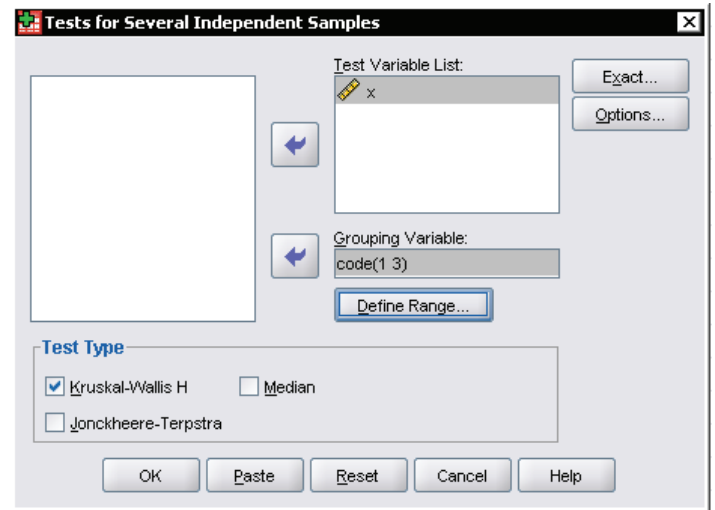 Tests for Several Independent Samples
Test Variable List:
x
Exact...
Options...
Grouping Variable:
code(1 3)
Define Range...
Test Type
Kruskal-Wallis H
Median
Jonckheere-Terpstra
OK
Paste
Reset
Cancel
Help